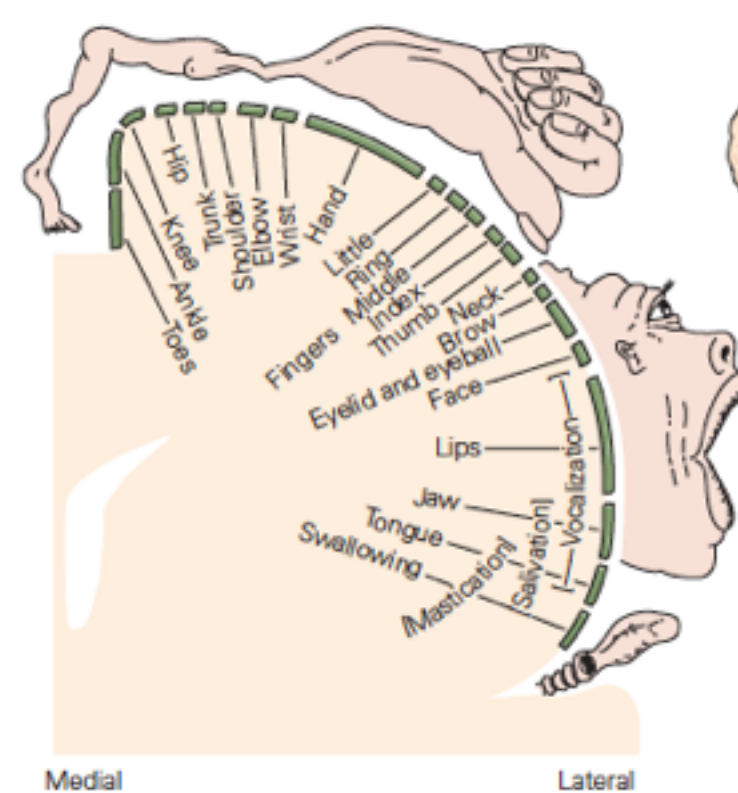 Toes
Ankle
Knee
Hip
Trunk
Shoulder
Elbow
Wrist
Hand
Little
Ring
Middle
Index
Thumb
Fingers
Neck
Brow
Eyelid and eyeball
Face
Lips
Vocalization
Jaw
Tongue
Swallowing
[Mastication]
Salivation]
Medial
Lateral